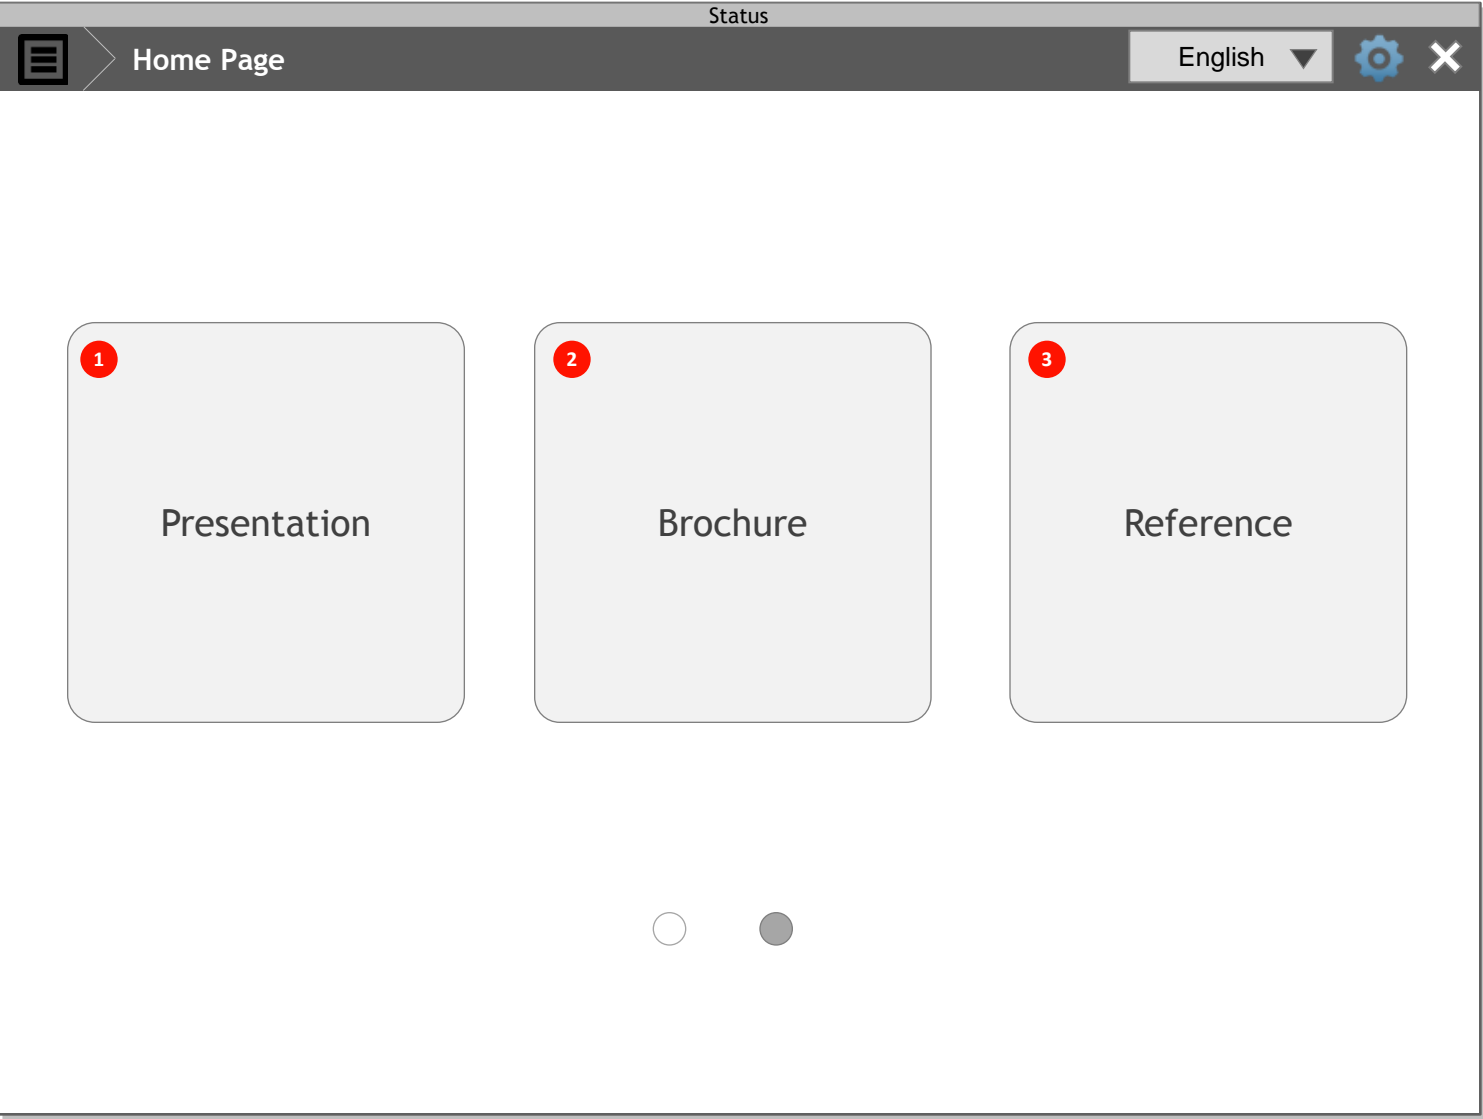 Status
Home Page
English
1
2
3
Presentation
Brochure
Reference